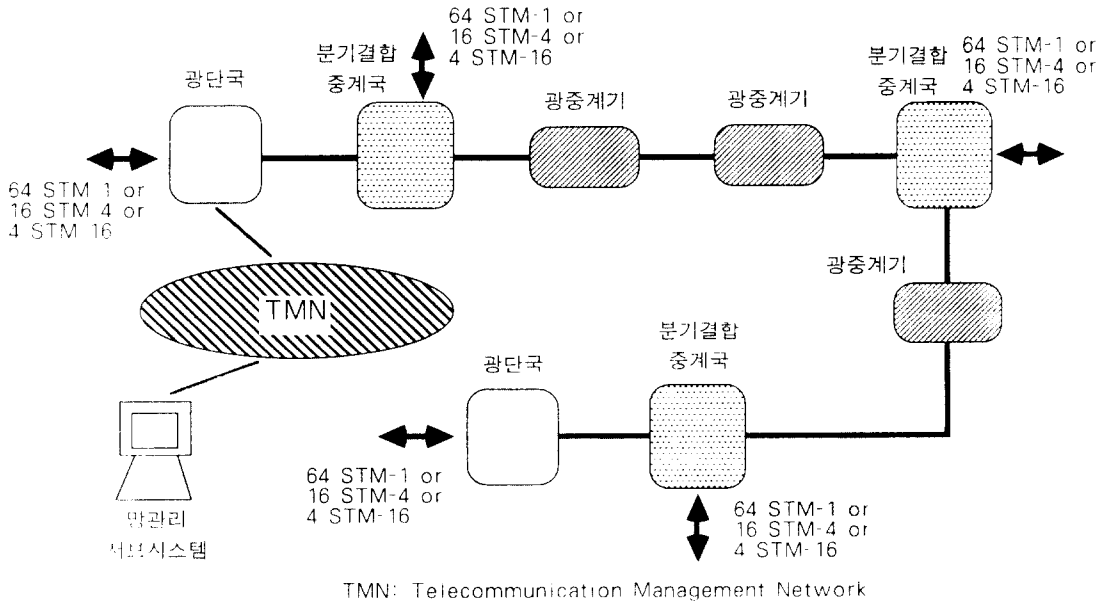 64 STM-1 or
16 STM-4 or
4 STM-16
분기결합
중계국
광단국
광중계기
광중계기
분기결합
중계국
64 STM-1 or
16 STM-4 or
4 STM-16
64 STM 1 or
16 STM 4 or
4 STM 16
광중계기
TMN
분기결합
중계국
광단국
64 STM-1 or
16 STM-4 or
4 STM-16
64 STM-1 or
16 STM-4 or
4 STM-16
망관리
시스템
TMN: Telecommunication Management Network